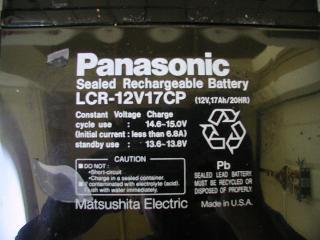 Panasonic
Sealed Rechargeable Battery
LCR-12V17CP (12V,17Ah/20HR)
Constant Voltage Charge
cycle use : 14.5~15.0V
(Initial current : less than 6.8A)
standby use : 13.6~13.8V
CAUTION
DO NOT :
•Short-circuit
•Charge in a sealed container.
If contaminated with electrolyte (acid).
Flush with water immediately.
Matsushita Electric
Pb
SEALED LEAD BATTERY
MUST BE RECYCLED OR
DISPOSED OF PROPERLY
Made in U.S.A.